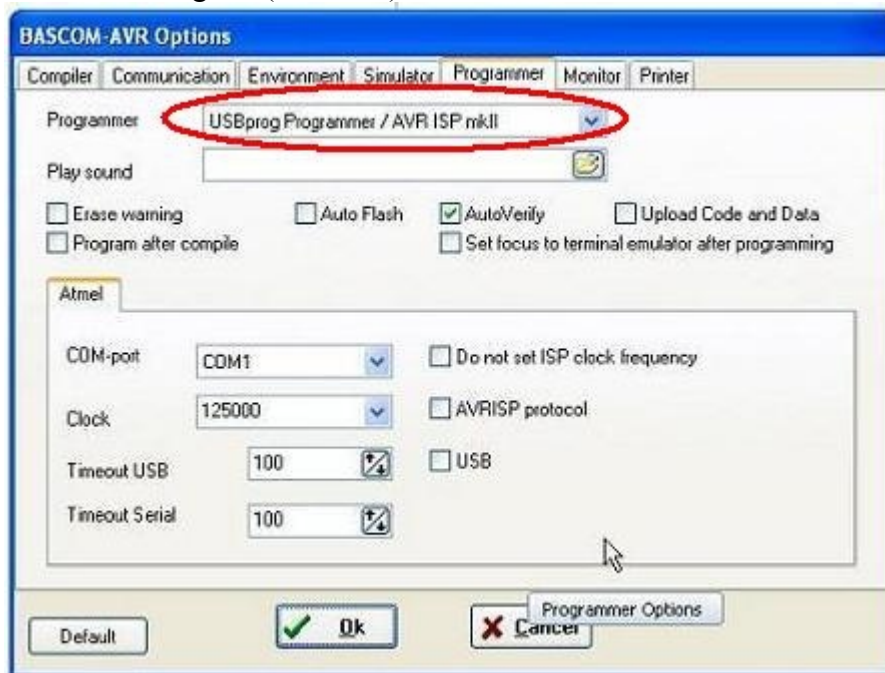 BASCOM-AVR Options
Compiler Communication Environment Simulator Programmer Monitor Printer
Programmer USBprog Programmer / AVR ISP mkII
Play sound
Erase warning Auto Flash AutoVerify Upload Code and Data
Program after compile Set focus to terminal emulator after programming
Atmel
COM-port COM1 Do not set ISP clock frequency
Clock 125000 AVRISP protocol
Timeout USB 100 USB
Timeout Serial 100
Programmer Options
Default Ok Cancel